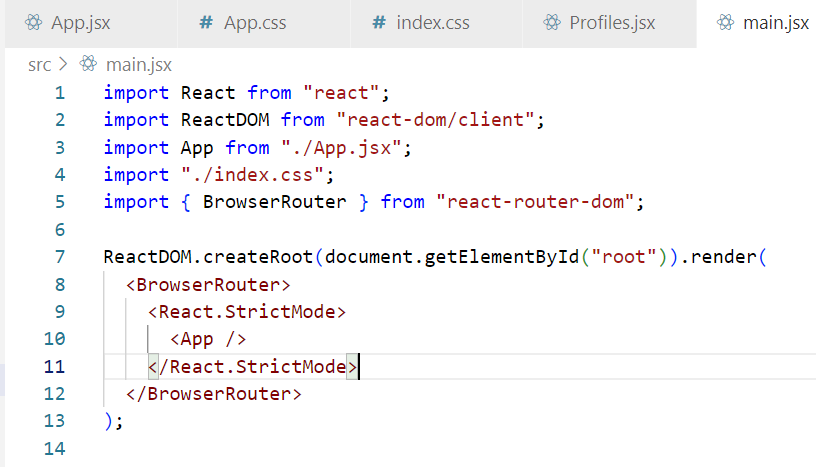 App.jsx # App.css # index.css Profiles.jsx main.jsx
src > main.jsx
1 import React from "react";
2 import ReactDOM from "react-dom/client";
3 import App from "./App.jsx";
4 import "./index.css";
5 import { BrowserRouter } from "react-router-dom";
6
7 ReactDOM.createRoot(document.getElementById("root")).render(
8   <BrowserRouter>
9     <React.StrictMode>
10       <App />
11     </React.StrictMode>
12   </BrowserRouter>
13 );
14